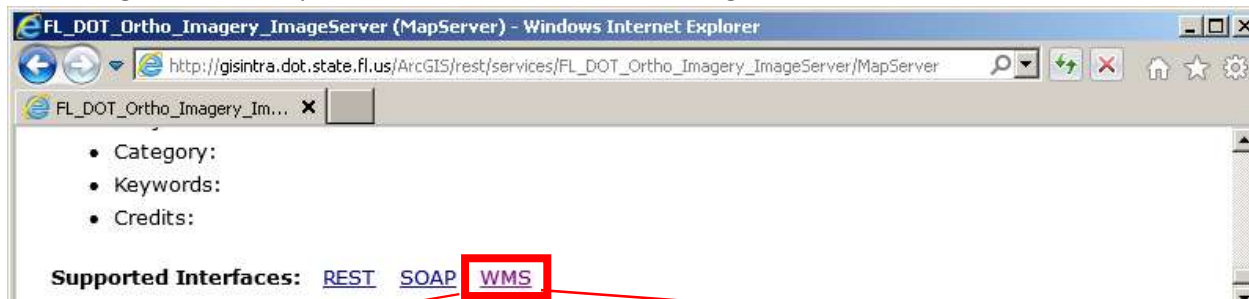 FL_DOT_Ortho_Imagery_ImageServer (MapServer) - Windows Internet Explorer
http://gisintra.dot.state.fl.us/ArcGIS/rest/services/FL_DOT_Ortho_Imagery_ImageServer/MapServer
FL_DOT_Ortho_Imagery_Im...
• Category:
• Keywords:
• Credits:
Supported Interfaces: REST SOAP WMS